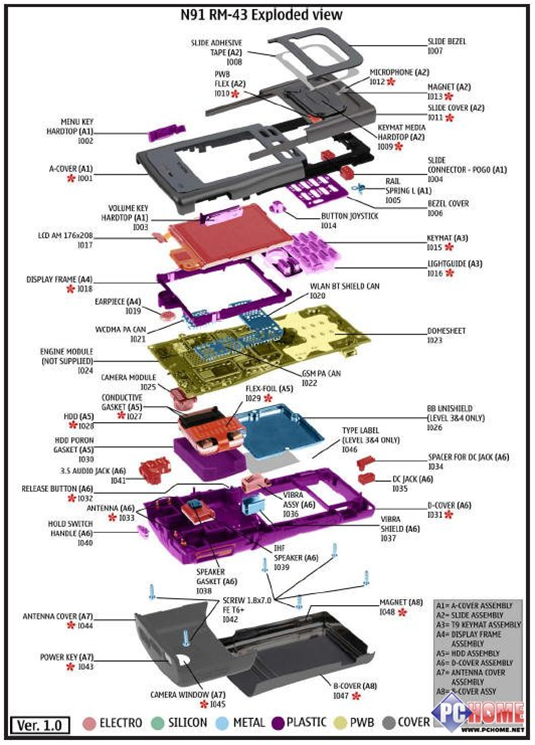 N91 RM-43 Exploded view
SLIDE ADHESIVE
TAPE (A2)
I008
SLIDE BEZEL
I007
PWB
FLEX (A2)
I010
MICROPHONE (A2)
I012
MAGNET (A2)
I013
SLIDE COVER (A2)
I011
MENU KEY
HARDTOP (A1)
I002
KEYMAT MEDIA
HARDTOP (A2)
I009
A-COVER (A1)
I001
SLIDE
CONNECTOR - POGO (A1)
I004
RAIL
SPRING L (A1)
I005
BEZEL COVER
I006
VOLUME KEY
HARDTOP (A1)
I003
BUTTON JOYSTICK
I014
LCD AM 176x208
I017
KEYMAT (A3)
I015
LIGHTGUIDE (A3)
I016
DISPLAY FRAME (A4)
I018
WLAN BT SHIELD CAN
I020
EARPIECE (A4)
I019
WCDMA PA CAN
I021
DOMESHEET
I023
ENGINE MODULE
(NOT SUPPLIED)
I024
GSM PA CAN
I022
CAMERA MODULE
I025
FLEX-FOIL (A5)
I029
CONDUCTIVE
GASKET (A5)
I027
HDD (A5)
I028
BB UNISHIELD
(LEVEL 3&4 ONLY)
I026
HDD PORON
GASKET (A5)
I030
TYPE LABEL
(LEVEL 3&4 ONLY)
I046
3.5 AUDIO JACK (A6)
I041
SPACER FOR DC JACK (A6)
I034
DC JACK (A6)
I035
RELEASE BUTTON (A6)
I032
VIBRA
ASSY (A6)
I036
ANTENNA (A6)
I033
D-COVER (A6)
I031
HOLD SWITCH
HANDLE (A6)
I040
VIBRA
SHIELD (A6)
I037
IHF
SPEAKER (A6)
I039
SPEAKER
GASKET (A6)
I038
SCREW 1.8x7.0
FE T6+
I042
MAGNET (A8)
I048
ANTENNA COVER (A7)
I044
POWER KEY (A7)
I043
CAMERA WINDOW (A7)
I045
B-COVER (A8)
I047
A1= A-COVER ASSEMBLY
A2= SLIDE ASSEMBLY
A3= T9 KEYMAT ASSEMBLY
A4= DISPLAY FRAME
ASSEMBLY
A5= HDD ASSEMBLY
A6= D-COVER ASSEMBLY
A7= ANTENNA COVER
ASSEMBLY
A8= B-COVER ASSY
Ver. 1.0
ELECTRO
SILICON
METAL
PLASTIC
PWB
COVER
PCHOME
WWW.PCHOME.NET